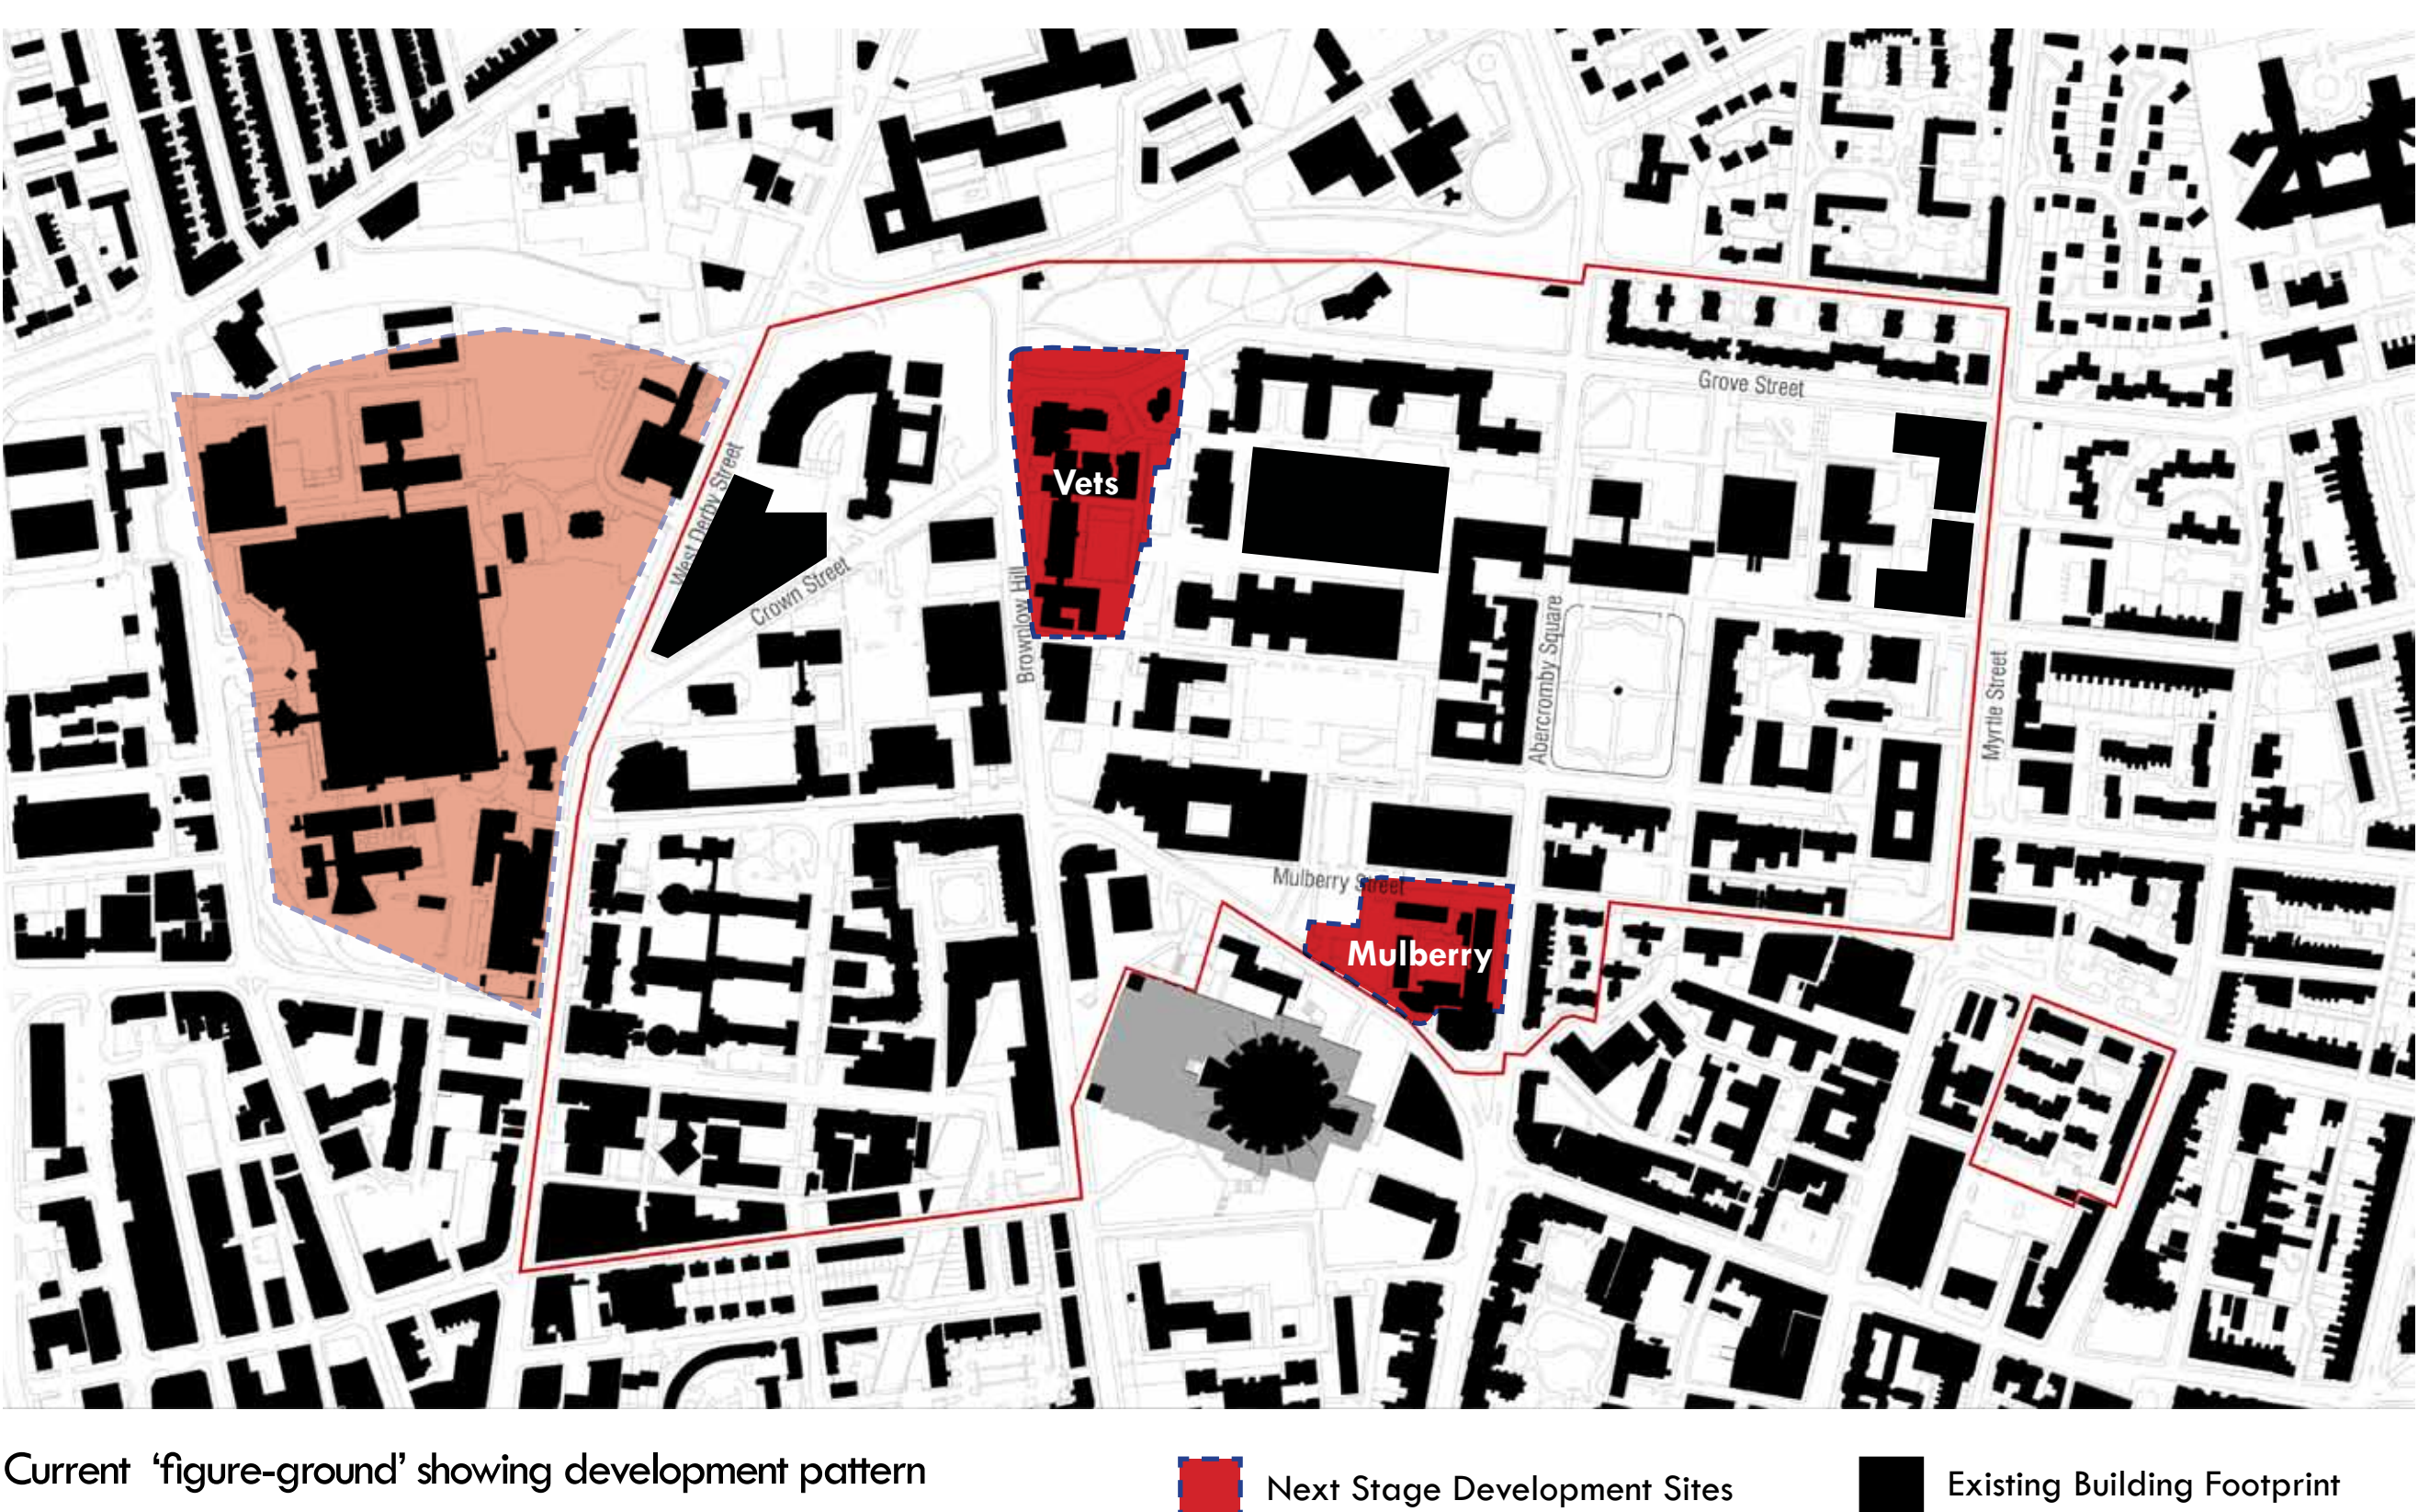 Grove Street
West Derby Street
Vets
Crown Street
Brownlow Hill
Abercromby Square
Myrtle Street
Mulberry Street
Mulberry
Current ‘figure-ground’ showing development pattern
Next Stage Development Sites
Existing Building Footprint